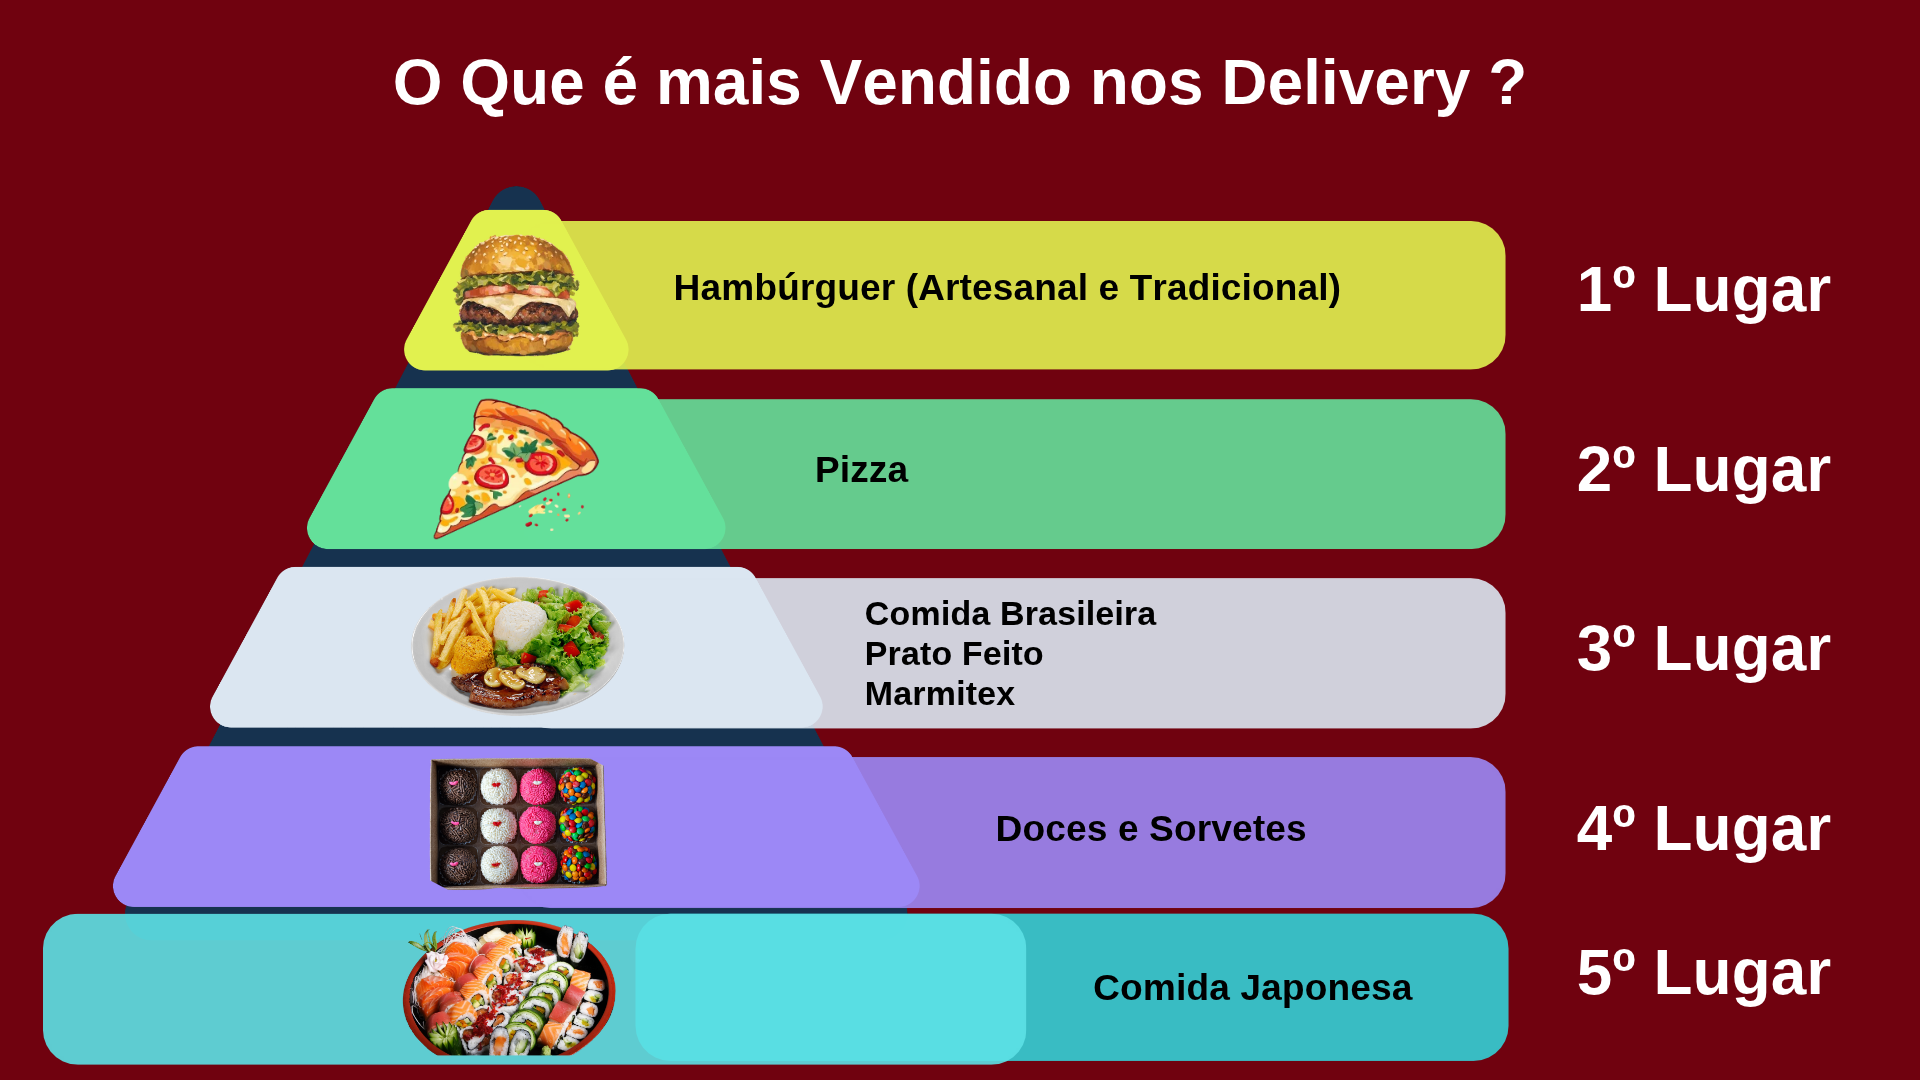 O Que é mais Vendido nos Delivery ?
Hambúrguer (Artesanal e Tradicional)
1º Lugar
Pizza
2º Lugar
Comida Brasileira
Prato Feito
Marmitex
3º Lugar
Doces e Sorvetes
4º Lugar
Comida Japonesa
5º Lugar